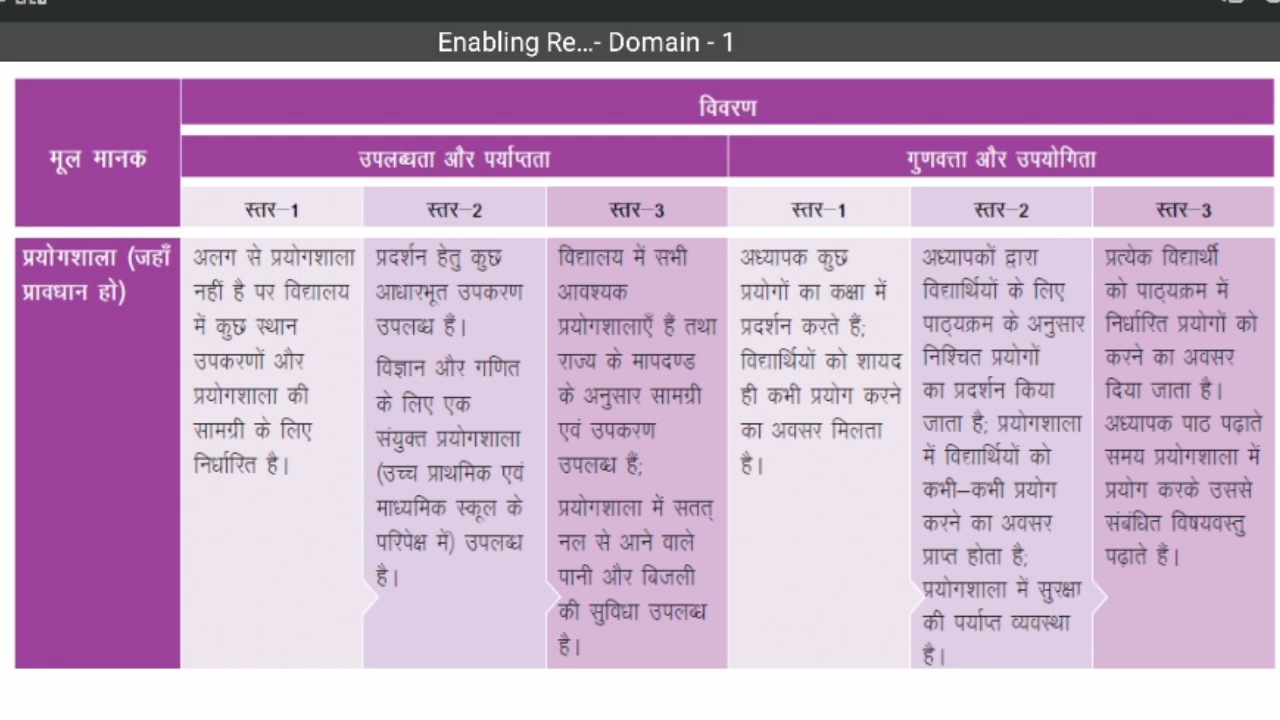 Enabling Re...- Domain - 1
विवरण
मूल मानक
उपलब्धता और पर्याप्तता
गुणवत्ता और उपयोगिता
स्तर–1
स्तर–2
स्तर–3
स्तर–1
स्तर–2
स्तर–3
प्रयोगशाला (जहाँ
प्रावधान हो)
अलग से प्रयोगशाला
नहीं है पर विद्यालय
में कुछ स्थान
उपकरणों और
प्रयोगशाला की
सामग्री के लिए
निर्धारित है।
प्रदर्शन हेतु कुछ
आधारभूत उपकरण
उपलब्ध हैं।
विज्ञान और गणित
के लिए एक
संयुक्त प्रयोगशाला
(उच्च प्राथमिक एवं
माध्यमिक स्कूल के
परिपेक्ष में) उपलब्ध
है।
विद्यालय में सभी
आवश्यक
प्रयोगशालाएँ हैं तथा
राज्य के मापदण्ड
के अनुसार सामग्री
एवं उपकरण
उपलब्ध हैं;
प्रयोगशाला में सतत्
नल से आने वाले
पानी और बिजली
की सुविधा उपलब्ध
है।
अध्यापक कुछ
प्रयोगों का कक्षा में
प्रदर्शन करते हैं;
विद्यार्थियों को शायद
ही कभी प्रयोग करने
का अवसर मिलता
है।
अध्यापकों द्वारा
विद्यार्थियों के लिए
पाठ्यक्रम के अनुसार
निश्चित प्रयोगों
का प्रदर्शन किया
जाता है; प्रयोगशाला
में विद्यार्थियों को
कभी–कभी प्रयोग
करने का अवसर
प्राप्त होता है;
प्रयोगशाला में सुरक्षा
की पर्याप्त व्यवस्था
है।
प्रत्येक विद्यार्थी
को पाठ्यक्रम में
निर्धारित प्रयोगों को
करने का अवसर
दिया जाता है।
अध्यापक पाठ पढ़ाते
समय प्रयोगशाला में
प्रयोग करके उससे
संबंधित विषयवस्तु
पढ़ाते हैं।